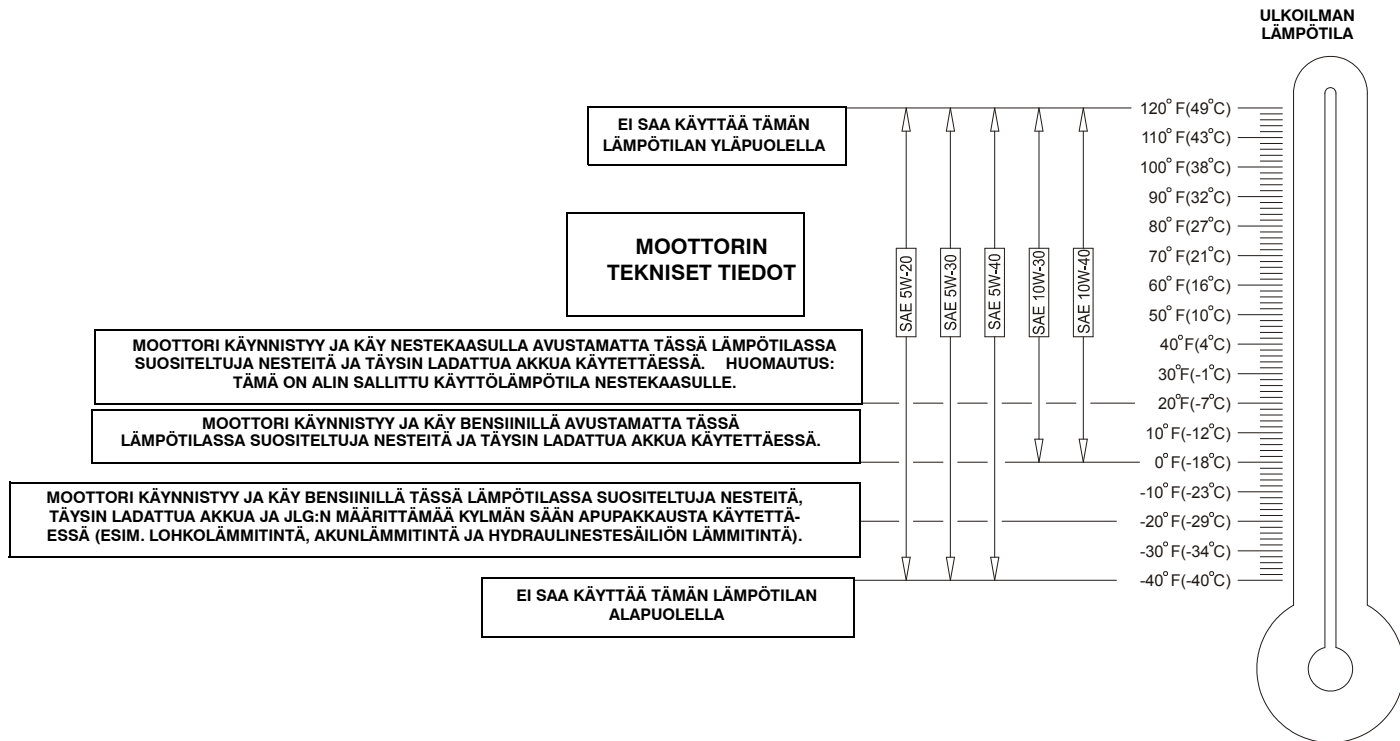 ULKOILMAN
LÄMPÖTILA
EI SAA KÄYTTÄÄ TÄMÄN
LÄMPÖTILAN YLÄPUOLELLA
MOOTTORIN
TEKNISET TIEDOT
MOOTTORI KÄYNNISTYY JA KÄY NESTEKAASULLA AVUSTAMATTA TÄSSÄ LÄMPÖTILASSA
SUOSITELTUJA NESTEITÄ JA TÄYSIN LADATTUA AKKUA KÄYTETTÄESSÄ. HUOMAUTUS:
TÄMÄ ON ALIN SALLITTU KÄYTTÖLÄMPÖTILA NESTEKAASULLE.
MOOTTORI KÄYNNISTYY JA KÄY BENSIINILLÄ AVUSTAMATTA TÄSSÄ
LÄMPÖTILASSA SUOSITELTUJA NESTEITÄ JA TÄYSIN LADATTUA AKKUA KÄYTETTÄESSÄ.
MOOTTORI KÄYNNISTYY JA KÄY BENSIINILLÄ TÄSSÄ LÄMPÖTILASSA SUOSITELTUJA NESTEITÄ,
TÄYSIN LADATTUA AKKUA JA JLG:N MÄÄRITTÄMÄÄ KYLMÄN SÄÄN APUPAKKAUSTA KÄYTETTÄ-
ESSÄ (ESIM. LOHKOLÄMMITINTÄ, AKUNLÄMMITINTÄ JA HYDRAULINESTESÄILIÖN LÄMMITINTÄ).
EI SAA KÄYTTÄÄ TÄMÄN LÄMPÖTILAN
ALAPUOLELLA
SAE 5W-20
SAE 5W-30
SAE 5W-40
SAE 10W-30
SAE 10W-40
120° F(49°C)
110° F(43°C)
100° F(38°C)
90° F(32°C)
80° F(27°C)
70° F(21°C)
60° F(16°C)
50° F(10°C)
40°F(4°C)
30°F(-1°C)
20°F(-7°C)
10° F(-12°C)
0° F(-18°C)
-10° F(-23°C)
-20° F(-29°C)
-30° F(-34°C)
-40° F(-40°C)